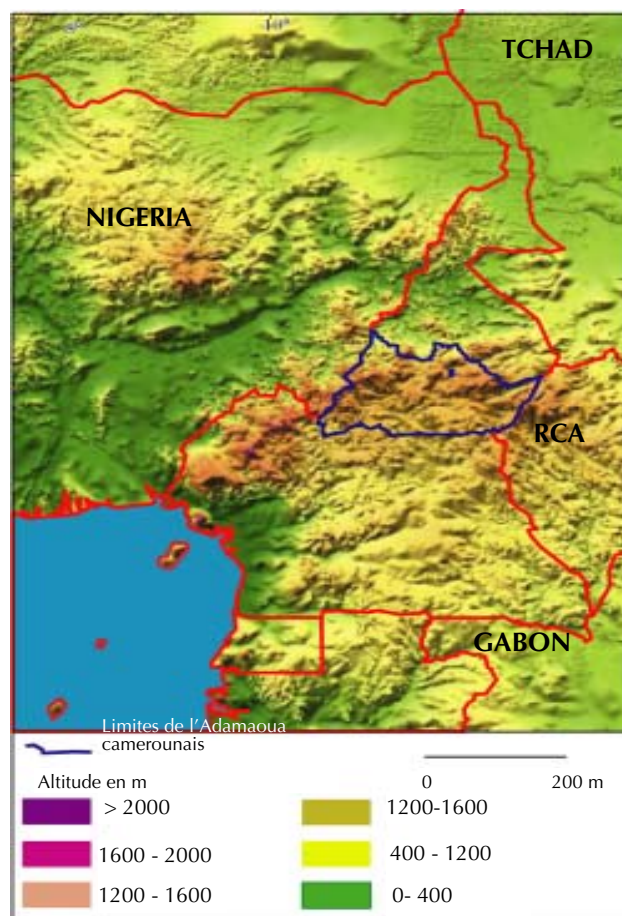 10°
TCHAD
NIGERIA
RCA
GABON
Limites de l'Adamaoua
camerounais
Altitude en m
0 200 m
> 2000
1200-1600
1600 - 2000
400 - 1200
1200 - 1600
0- 400